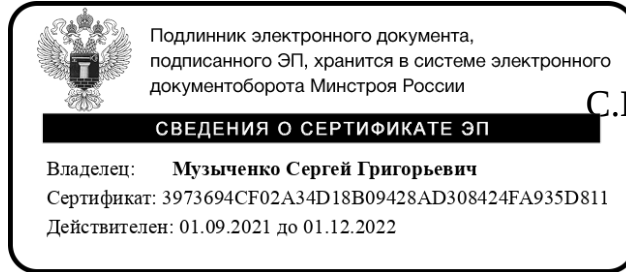 Подлинник электронного документа,
подписанного ЭП, хранится в системе электронного
документоборота Минстроя России
С.
СВЕДЕНИЯ О СЕРТИФИКАТЕ ЭП
Владелец: Музыченко Сергей Григорьевич
Сертификат: 3973694CF02A34D18B09428AD308424FA935D811
Действителен: 01.09.2021 до 01.12.2022